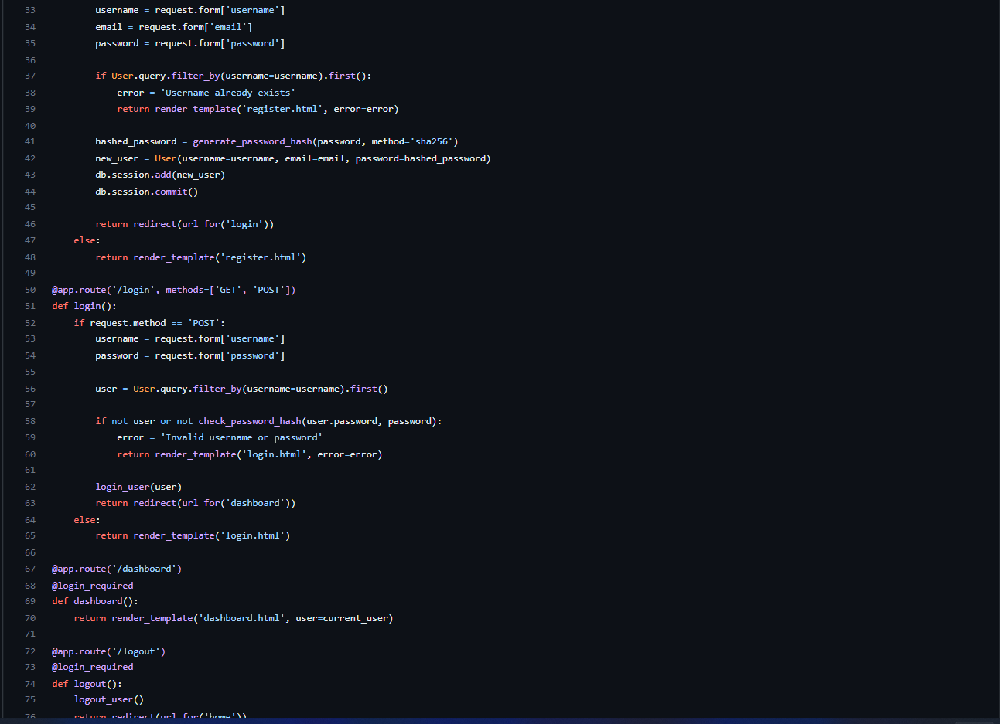 33 username = request.form['username']
34 email = request.form['email']
35 password = request.form['password']
36
37 if User.query.filter_by(username=username).first():
38 error = 'Username already exists'
39 return render_template('register.html', error=error)
40
41 hashed_password = generate_password_hash(password, method='sha256')
42 new_user = User(username=username, email=email, password=hashed_password)
43 db.session.add(new_user)
44 db.session.commit()
45
46 return redirect(url_for('login'))
47 else:
48 return render_template('register.html')
49
50 @app.route('/login', methods=['GET', 'POST'])
51 def login():
52 if request.method == 'POST':
53 username = request.form['username']
54 password = request.form['password']
55
56 user = User.query.filter_by(username=username).first()
57
58 if not user or not check_password_hash(user.password, password):
59 error = 'Invalid username or password'
60 return render_template('login.html', error=error)
61
62 login_user(user)
63 return redirect(url_for('dashboard'))
64 else:
65 return render_template('login.html')
66
67 @app.route('/dashboard')
68 @login_required
69 def dashboard():
70 return render_template('dashboard.html', user=current_user)
71
72 @app.route('/logout')
73 @login_required
74 def logout():
75 logout_user()
76 return redirect(url_for('home'))